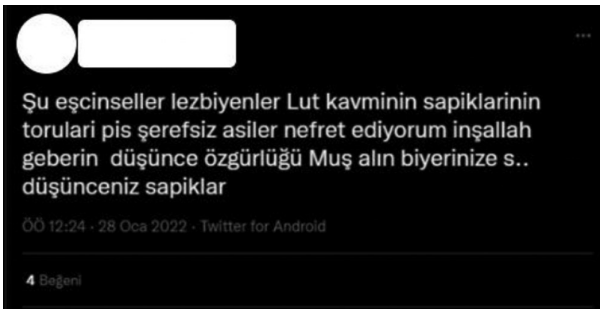 Şu eşcinseller lezbiyenler Lut kavminin sapiklarinin
torulari pis şerefsiz asiler nefret ediyorum inşallah
geberin düşünce özgürlüğü Muş alın biyerinize s..
düşünceniz sapiklar
ÖÖ 12:24 · 28 Oca 2022 · Twitter for Android
4 Beğeni